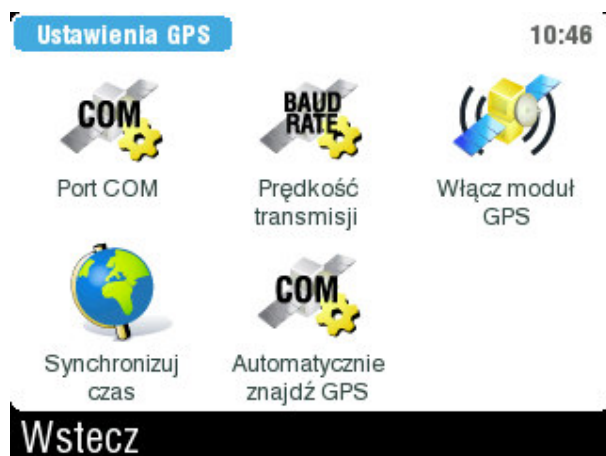 Ustawienia GPS
10:46
COM
BAUD
RATE
Port COM
Prędkość
transmisji
Włącz moduł
GPS
COM
Synchronizuj
czas
Automatycznie
znajdź GPS
Wstecz